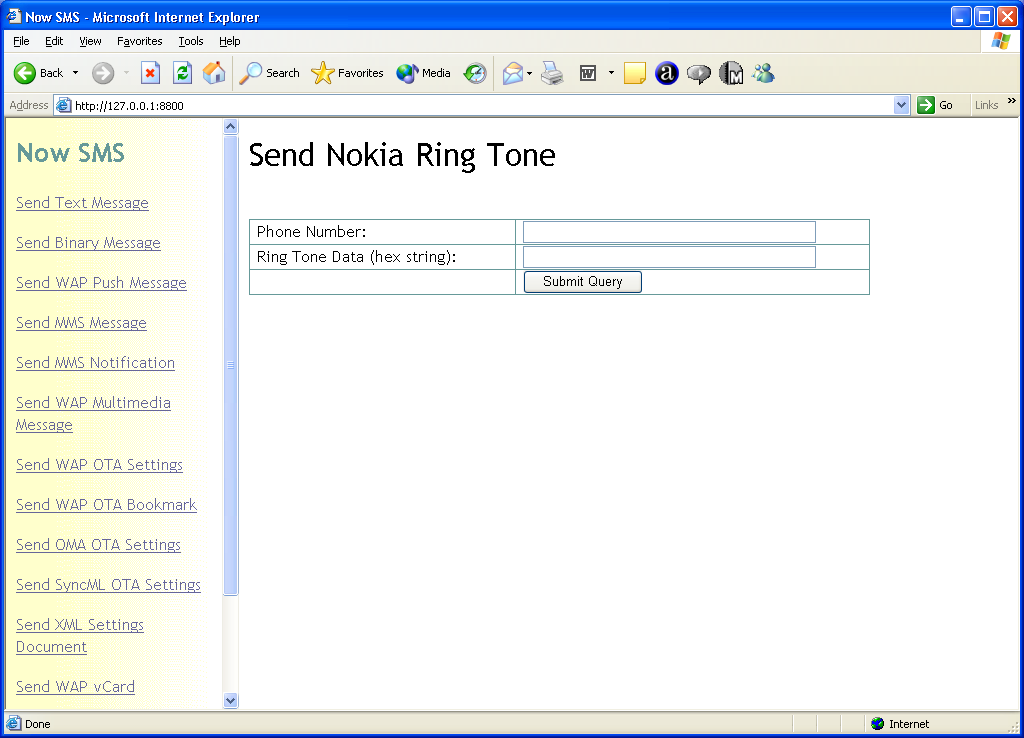 Now SMS - Microsoft Internet Explorer
File Edit View Favorites Tools Help
Back Search Favorites Media
Address http://127.0.0.1:8800 Go Links »
Now SMS
Send Text Message
Send Binary Message
Send WAP Push Message
Send MMS Message
Send MMS Notification
Send WAP Multimedia
Message
Send WAP OTA Settings
Send WAP OTA Bookmark
Send OMA OTA Settings
Send SyncML OTA Settings
Send XML Settings
Document
Send WAP vCard
Send Nokia Ring Tone
Phone Number:
Ring Tone Data (hex string):
Submit Query
Done Internet